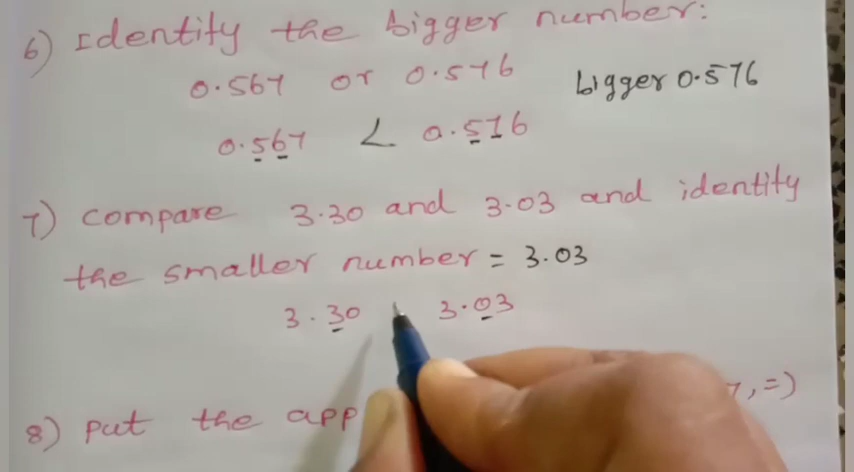 6) Identify the bigger number:
0.567 or 0.576 bigger 0.576
0.567 < 0.576
7) compare 3.30 and 3.03 and identity
the smaller number = 3.03
3.30 3.03
8) put the app , =)